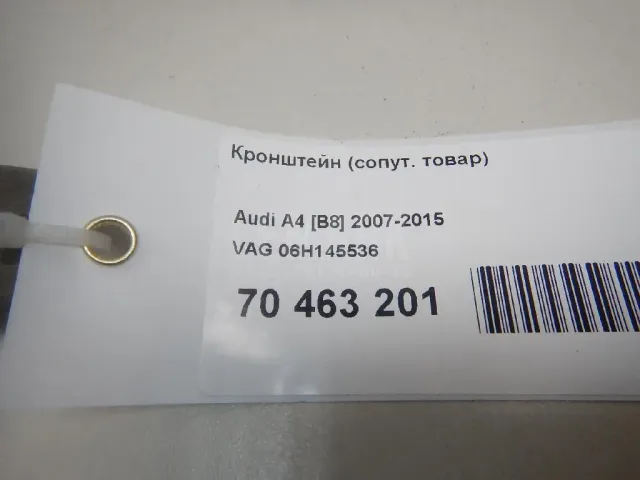 Кронштейн (сопут. товар)
Audi A4 [B8] 2007-2015
VAG 06H145536
70 463 201